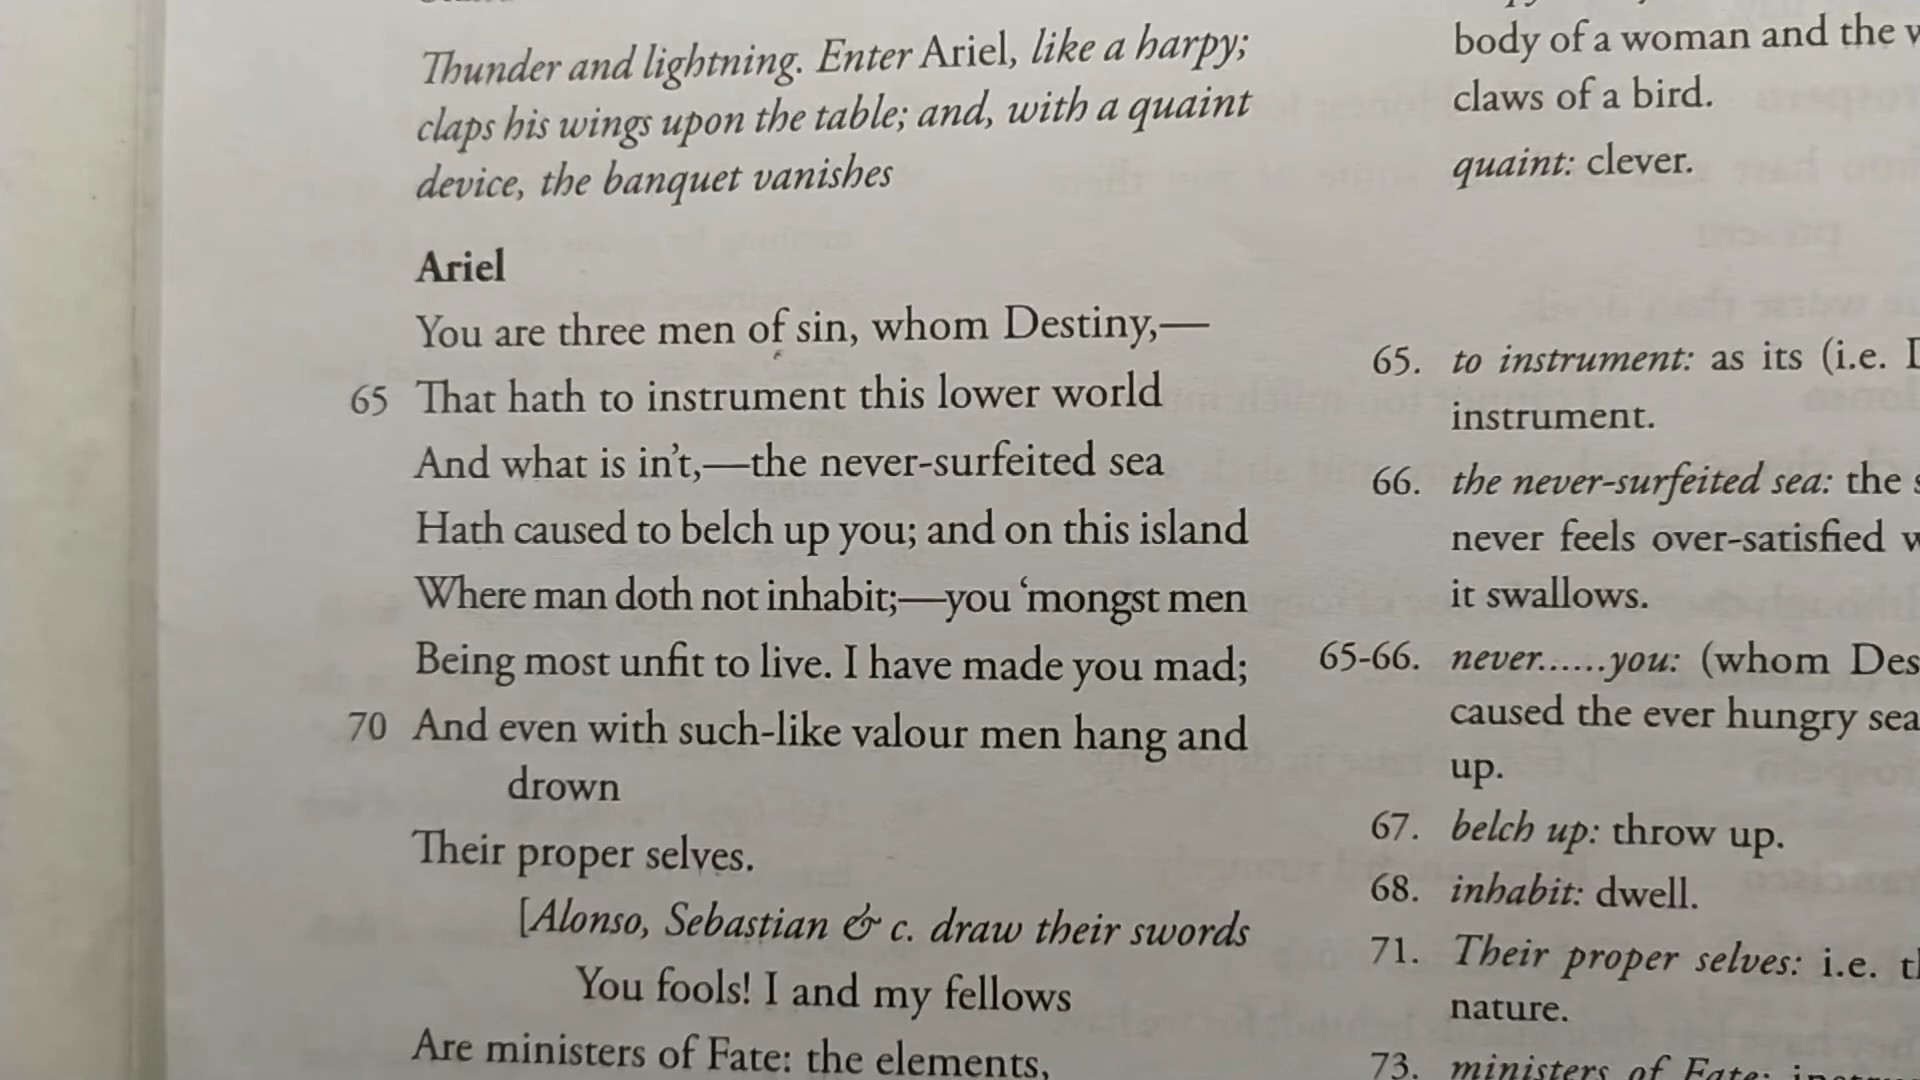 Thunder and lightning. Enter Ariel, like a harpy;
claps his wings upon the table; and, with a quaint
device, the banquet vanishes
Ariel
You are three men of sin, whom Destiny,—
65 That hath to instrument this lower world
And what is in’t,—the never-surfeited sea
Hath caused to belch up you; and on this island
Where man doth not inhabit;—you ‘mongst men
Being most unfit to live. I have made you mad;
70 And even with such-like valour men hang and
drown
Their proper selves.
[Alonso, Sebastian & c. draw their swords
You fools! I and my fellows
Are ministers of Fate: the elements,
body of a woman and the
claws of a bird.
quaint: clever.
65. to instrument: as its (i.e.
instrument.
66. the never-surfeited sea: the
never feels over-satisfied
it swallows.
65-66. never......you: (whom Des
caused the ever hungry sea
up.
67. belch up: throw up.
68. inhabit: dwell.
71. Their proper selves: i.e.
nature.
73. ministers of Fate: